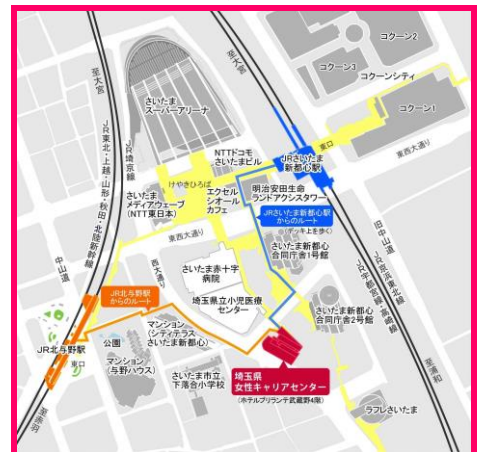 コクーン2
コクーン3
コクーンシティ
コクーン1
至大宮
至大宮
さいたま
スーパーアリーナ
JR埼京線
JR東北・上越・山形・秋田・北陸新幹線
NTTドコモ
さいたまビル
東口
JRさいたま
新都心駅
東西大通り
けやきひろば
さいたま
メディアウェーブ
(NTT東日本)
エクセル
シオール
カフェ
明治安田生命
ランドアクシスタワー
JRさいたま新都心駅
からのルート
(デッキ上を歩く)
中山道
東西大通り
西大通り
さいたま新都心
合同庁舎1号館
旧中山道
JR京浜東北線
JR宇都宮線・高崎線
さいたま赤十字
病院
埼玉県立小児医療
センター
JR北与野駅
からのルート
さいたま新都心
合同庁舎2号館
JR北与野駅
東口
公園
マンション
(シティテラス
さいたま新都心)
マンション
(与野ハウス)
さいたま市立
下落合小学校
埼玉県
女性キャリアセンター
(ホテルブリランテ武蔵野4階)
至浦和
至赤羽
ラフレさいたま